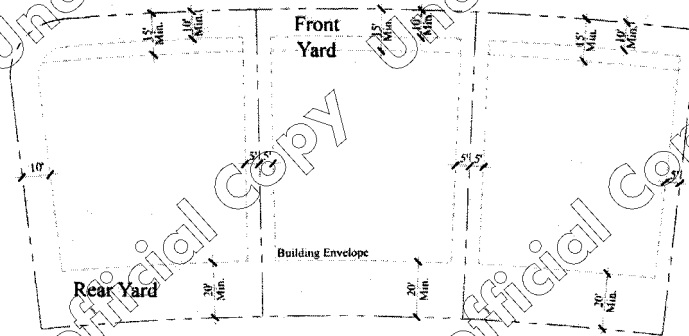 Front
Yard
15'
Min.
10'
Min.
15'
Min.
10'
Min.
15'
Min.
10'
Min.
10'
5'
5'
5'
5'
5'
Building Envelope
Rear Yard
20'
Min.
20'
Min.
20'
Min.
Unofficial Copy
Unofficial Copy